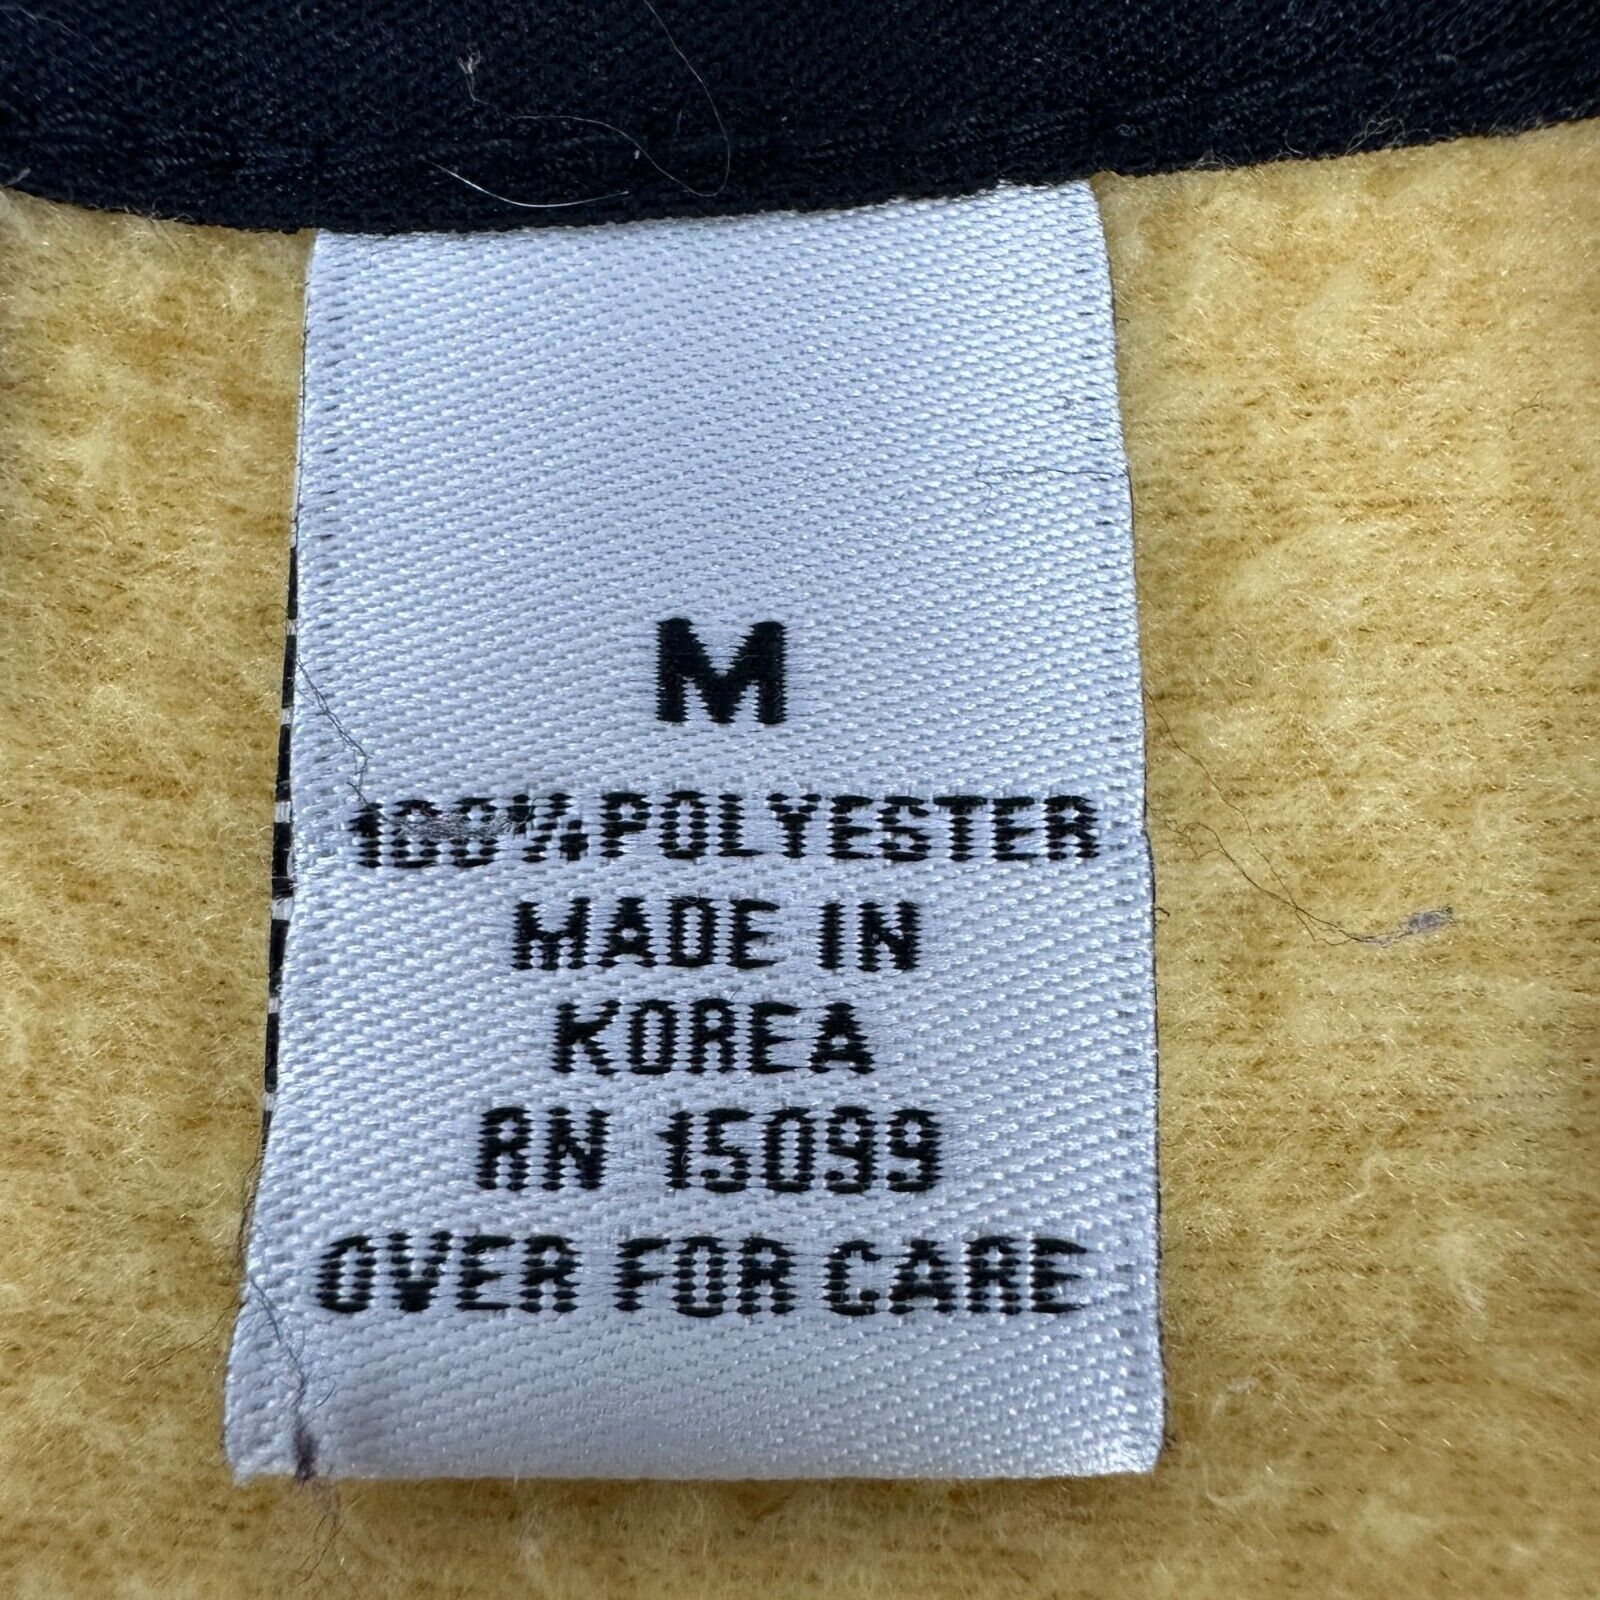 M
100% POLYESTER
MADE IN
KOREA
RN 15099
OVER FOR CARE